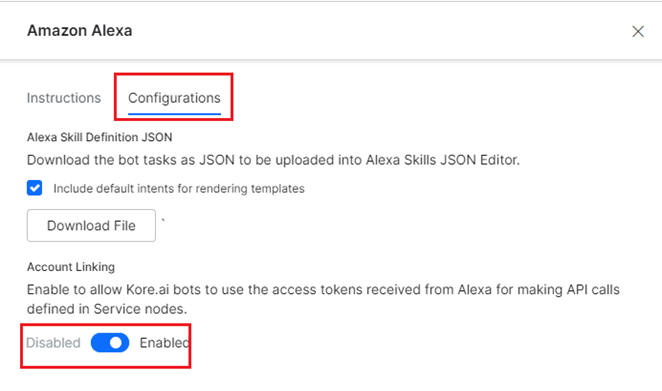 Amazon Alexa
Instructions Configurations
Alexa Skill Definition JSON
Download the bot tasks as JSON to be uploaded into Alexa Skills JSON Editor.
Include default intents for rendering templates
Download File `
Account Linking
Enable to allow Kore.ai bots to use the access tokens received from Alexa for making API calls
defined in Service nodes.
Disabled Enabled